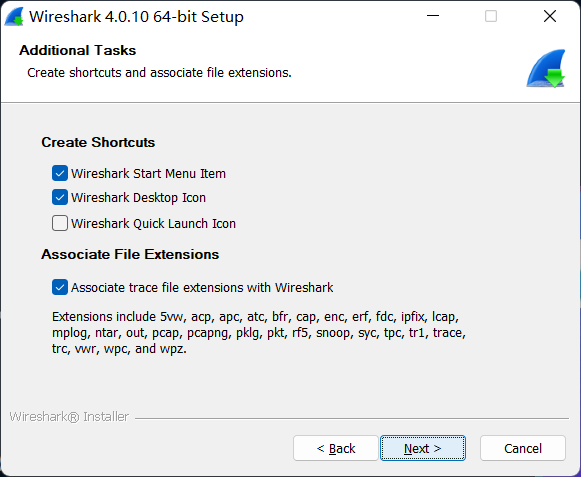 Wireshark 4.0.10 64-bit Setup
Additional Tasks
Create shortcuts and associate file extensions.
Create Shortcuts
Wireshark Start Menu Item
Wireshark Desktop Icon
Wireshark Quick Launch Icon
Associate File Extensions
Associate trace file extensions with Wireshark
Extensions include 5vw, acp, apc, atc, bfr, cap, enc, erf, fdc, ipfix, lcap,
mplog, ntar, out, pcap, pcapng, pklg, pkt, rf5, snoop, syc, tpc, tr1, trace,
trc, vwr, wpc, and wpz.
Wireshark® Installer
< Back
Next >
Cancel